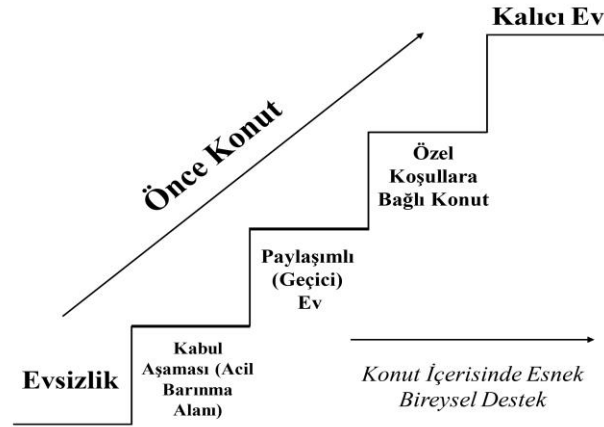 Kalıcı Ev
Önce Konut
Özel
Koşullara
Bağlı Konut
Paylaşımlı
(Geçici)
Ev
Kabul
Aşaması (Acil
Barınma
Alanı)
Evsizlik
Konut İçerisinde Esnek
Bireysel Destek